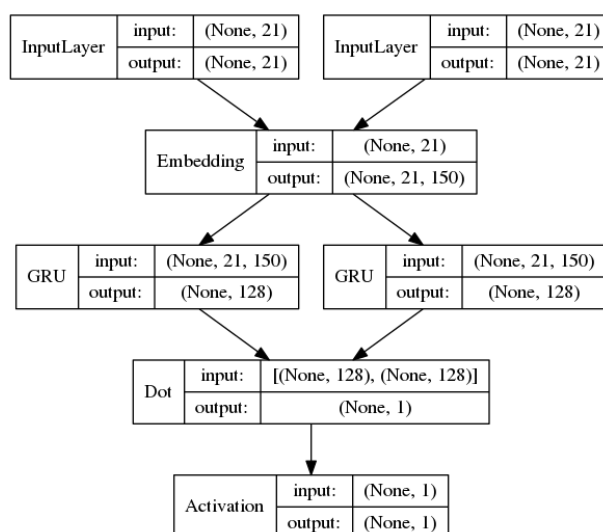 InputLayer input: (None, 21) output: (None, 21)
InputLayer input: (None, 21) output: (None, 21)
Embedding input: (None, 21) output: (None, 21, 150)
GRU input: (None, 21, 150) output: (None, 128)
GRU input: (None, 21, 150) output: (None, 128)
Dot input: [(None, 128), (None, 128)] output: (None, 1)
Activation input: (None, 1) output: (None, 1)